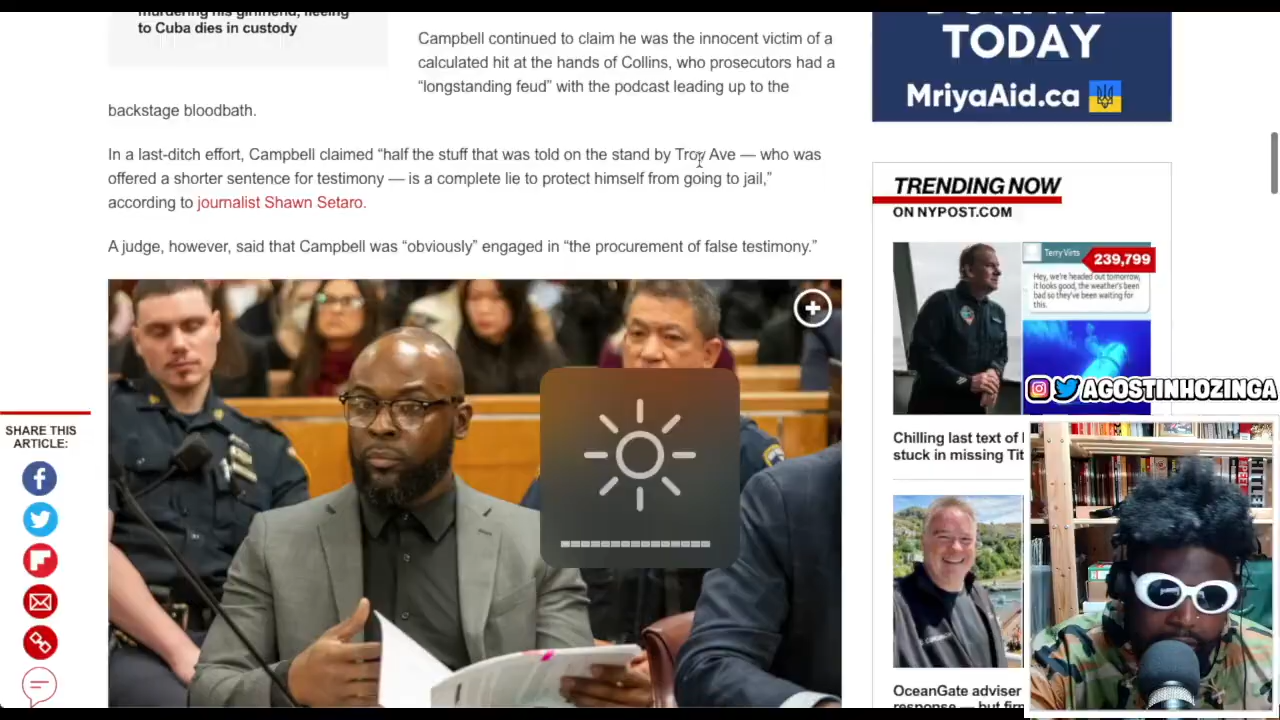 murdering his girlfriend, fleeing
to Cuba dies in custody
Campbell continued to claim he was the innocent victim of a
calculated hit at the hands of Collins, who prosecutors had a
“longstanding feud” with the podcast leading up to the
backstage bloodbath.
In a last-ditch effort, Campbell claimed “half the stuff that was told on the stand by Troy Ave — who was
offered a shorter sentence for testimony — is a complete lie to protect himself from going to jail,”
according to journalist Shawn Setaro.
A judge, however, said that Campbell was “obviously” engaged in “the procurement of false testimony.”
SHARE THIS
ARTICLE:
DONATE
TODAY
MriyaAid.ca
TRENDING NOW
ON NYPOST.COM
Terry Virts
239,799
Hey, we're headed out tomorrow,
it looks good, the weather's been
bad so they've been waiting for
this.
AGOSTINHOZINGA
Chilling last text of
stuck in missing Tit
OceanGate adviser
response — but fir